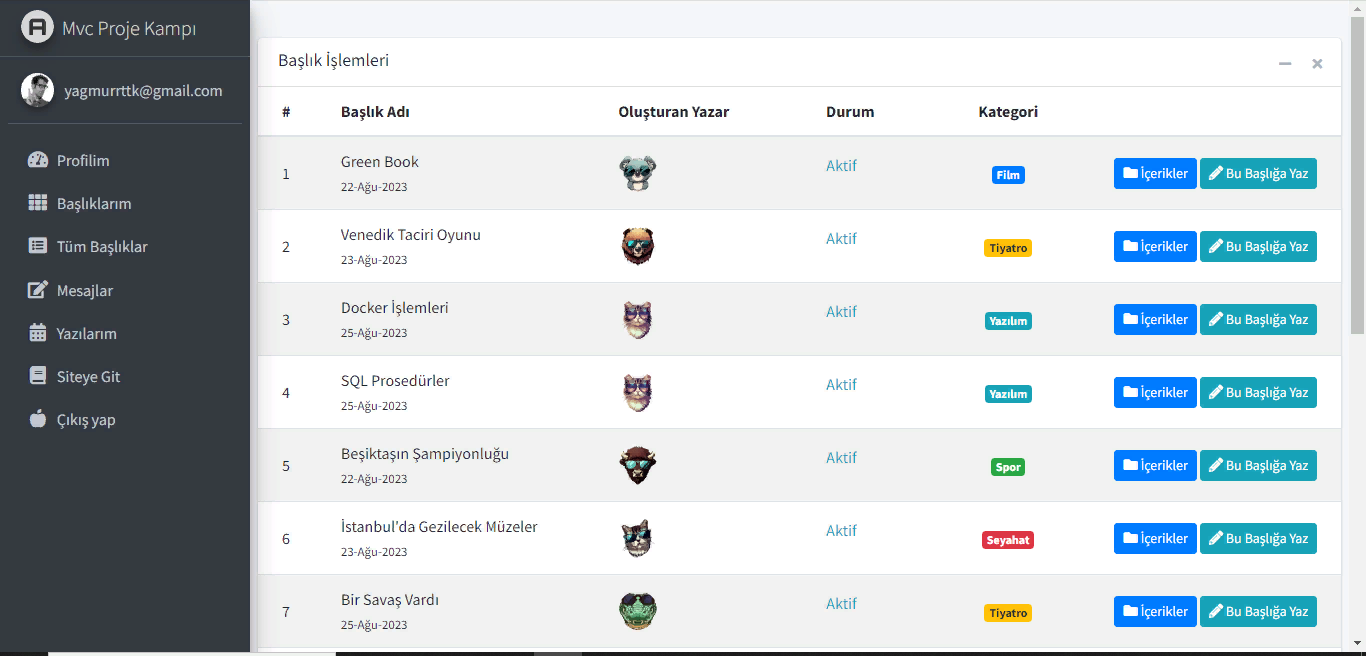 Mvc Proje Kampı
yagmurrttk@gmail.com
Profilim
Başlıklarım
Tüm Başlıklar
Mesajlar
Yazılarım
Siteye Git
Çıkış yap
Başlık İşlemleri
# Başlık Adı Oluşturan Yazar Durum Kategori
1 Green Book Aktif Film İçerikler Bu Başlığa Yaz
22-Ağu-2023
2 Venedik Taciri Oyunu Aktif Tiyatro İçerikler Bu Başlığa Yaz
23-Ağu-2023
3 Docker İşlemleri Aktif Yazılım İçerikler Bu Başlığa Yaz
25-Ağu-2023
4 SQL Prosedürler Aktif Yazılım İçerikler Bu Başlığa Yaz
25-Ağu-2023
5 Beşiktaşın Şampiyonluğu Aktif Spor İçerikler Bu Başlığa Yaz
22-Ağu-2023
6 İstanbul'da Gezilecek Müzeler Aktif Seyahat İçerikler Bu Başlığa Yaz
23-Ağu-2023
7 Bir Savaş Vardı Aktif Tiyatro İçerikler Bu Başlığa Yaz
25-Ağu-2023